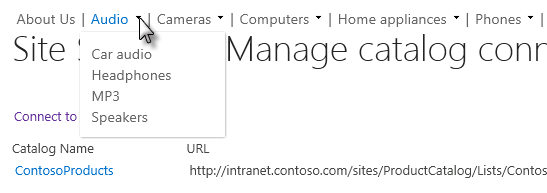 About Us | Audio | Cameras | Computers | Home appliances | Phones |
Site S Manage catalog conn
Car audio
Headphones
MP3
Speakers
Connect to
Catalog Name URL
ContosoProducts http://intranet.contoso.com/sites/ProductCatalog/Lists/Contos